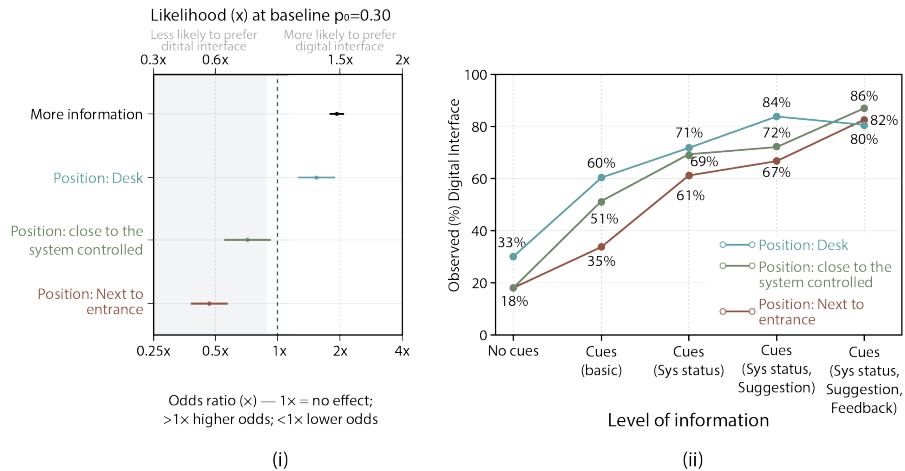 Likelihood (x) at baseline p₀=0.30
Less likely to prefer
ditital interface
More likely to prefer
digital interface
0.3x 0.6x 1.5x 2x
More information
Position: Desk
Position: close to the
system controlled
Position: Next to
entrance
0.25x 0.5x 1x 2x 4x
Odds ratio (×) — 1× = no effect;
>1× higher odds; <1× lower odds
(i)
Observed (%) Digital Interface
100
80
60
40
20
0
33%
18%
60%
51%
35%
71%
69%
61%
84%
72%
67%
86%
82%
80%
Position: Desk
Position: close to the
system controlled
Position: Next to
entrance
No cues
Cues
(basic)
Cues
(Sys status)
Cues
(Sys status,
Suggestion)
Cues
(Sys status,
Suggestion,
Feedback)
Level of information
(ii)